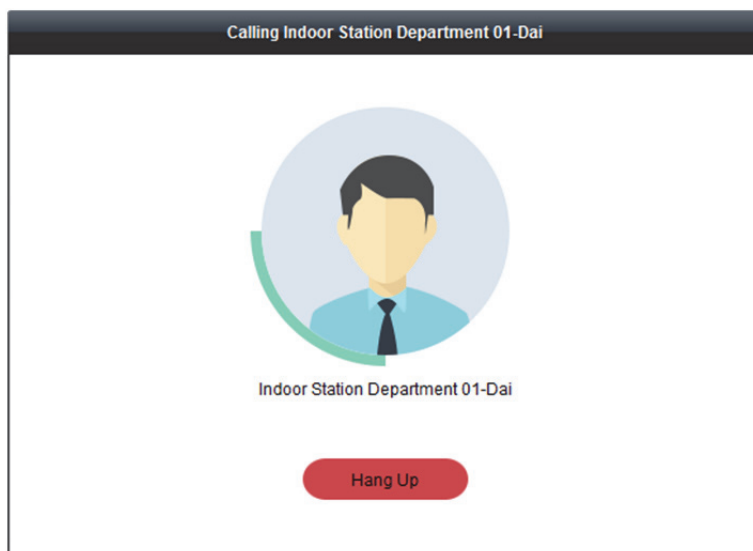 Calling Indoor Station Department 01-Dai
Indoor Station Department 01-Dai
Hang Up